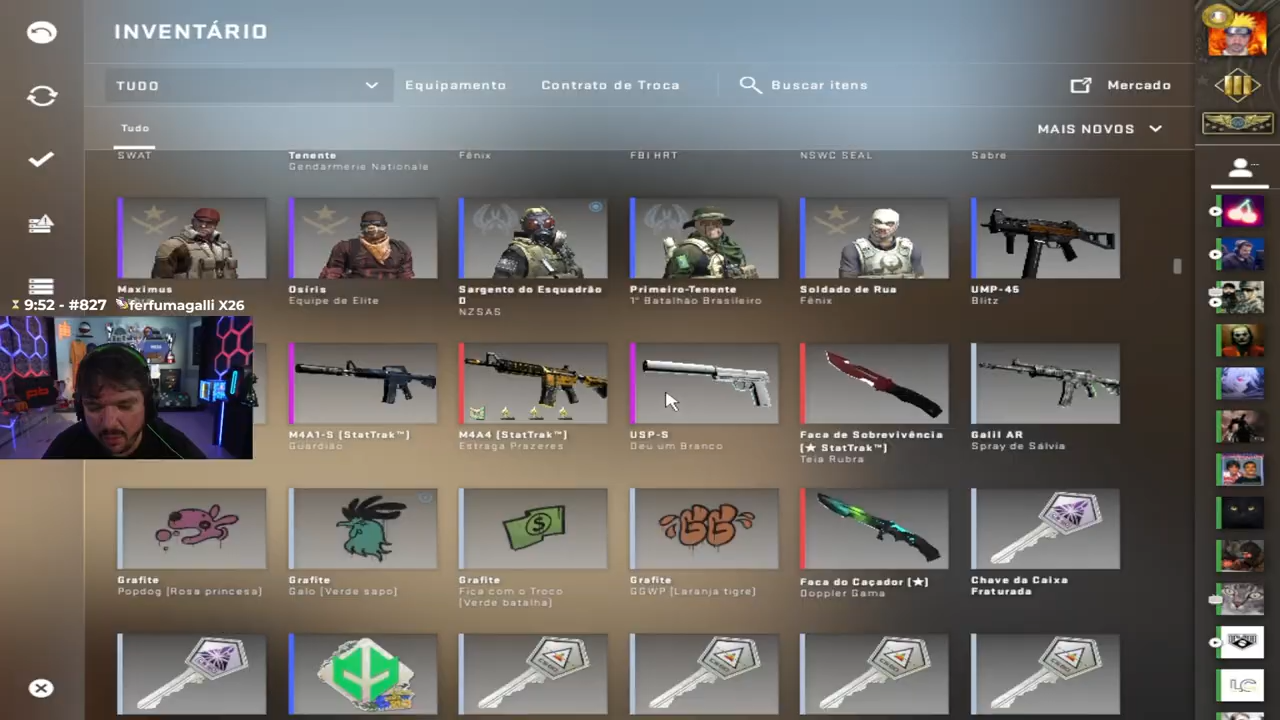 INVENTÁRIO
TUDO
Equipamento
Contrato de Troca
Buscar itens
Mercado
Tudo
MAIS NOVOS
SWAT
Tenente
Gendarmerie Nationale
Fênix
FBI HRT
NSWC SEAL
Sabre
Maximus
Osíris
Equipe de Elite
Sargento do Esquadrão
D
NZSAS
Primeiro-Tenente
1º Batalhão Brasileiro
Soldado de Rua
Fênix
UMP-45
Blitz
9:52 - #827 ferfumagalli X26
M4A1-S (StatTrak™)
Guardião
M4A4 (StatTrak™)
Estraga Prazeres
USP-S
Deu um Branco
Faca de Sobrevivência
(★ StatTrak™)
Teia Rubra
Galil AR
Spray de Sálvia
Grafite
Popdog (Rosa princesa)
Grafite
Galo (Verde sapo)
Grafite
Fica com o Troco
(Verde batalha)
Grafite
GGWP (Laranja tigre)
Faca do Caçador (★)
Doppler Gama
Chave da Caixa
Fraturada